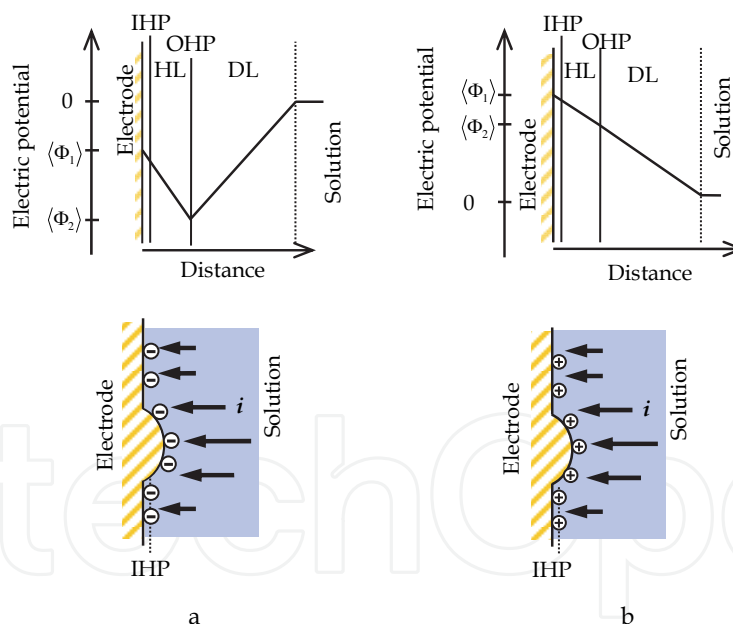 IHP
OHP
HL
DL
Electric potential
0
⟨Φ₁⟩
⟨Φ₂⟩
Electrode
Solution
Distance
IHP
OHP
HL
DL
Electric potential
⟨Φ₁⟩
⟨Φ₂⟩
0
Electrode
Solution
Distance
Electrode
−
−
−
−
−
−
−
i
Solution
IHP
a
Electrode
+
+
+
+
+
+
+
i
Solution
IHP
b
techOpe